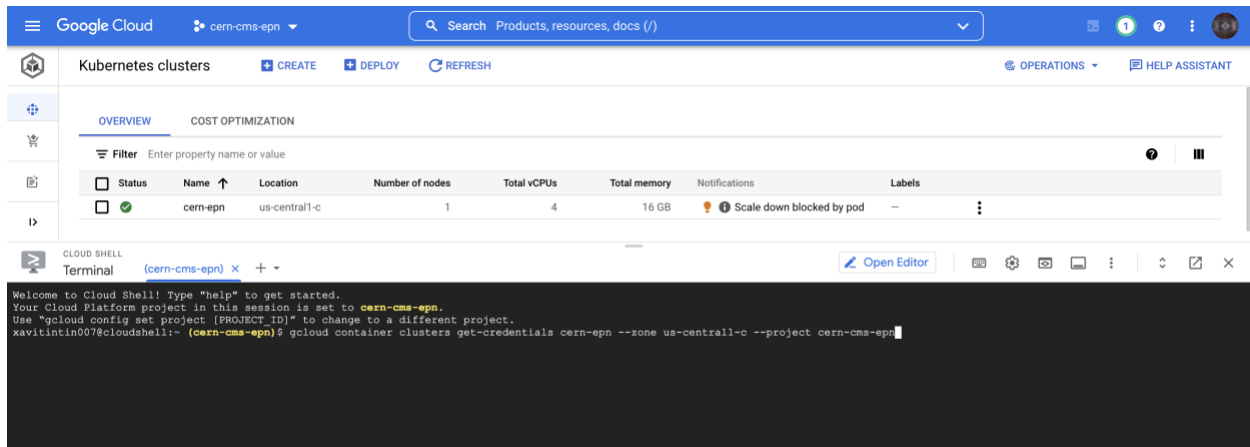 Google Cloud cern-cms-epn Search Products, resources, docs (/) 1
Kubernetes clusters CREATE DEPLOY REFRESH OPERATIONS HELP ASSISTANT
OVERVIEW COST OPTIMIZATION
Filter Enter property name or value
Status Name Location Number of nodes Total vCPUs Total memory Notifications Labels
cern-epn us-central1-c 1 4 16 GB Scale down blocked by pod —
CLOUD SHELL
Terminal (cern-cms-epn) Open Editor
Welcome to Cloud Shell! Type "help" to get started.
Your Cloud Platform project in this session is set to cern-cms-epn.
Use “gcloud config set project [PROJECT_ID]” to change to a different project.
xavitintin007@cloudshell:~ (cern-cms-epn)$ gcloud container clusters get-credentials cern-epn --zone us-central1-c --project cern-cms-epn